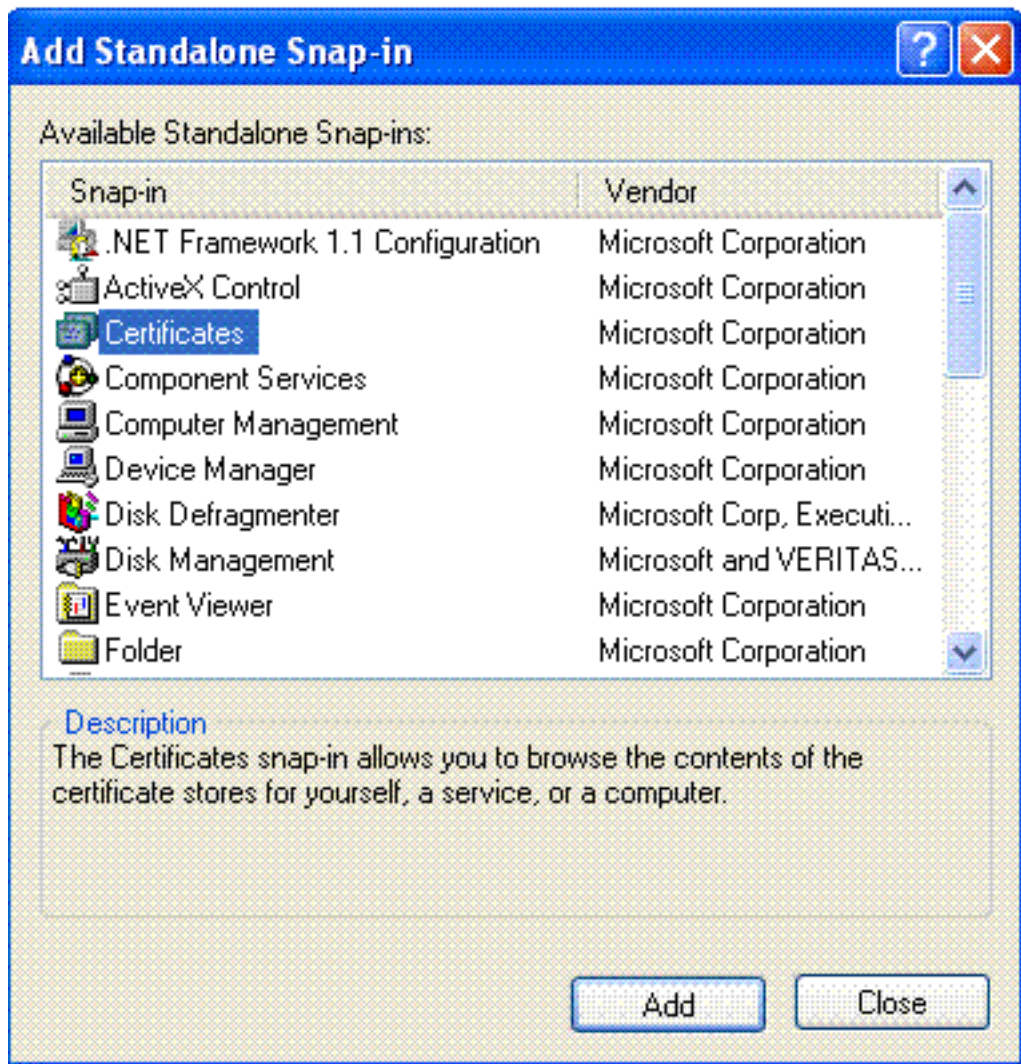 Add Standalone Snap-in
Available Standalone Snap-ins:
Snap-in Vendor
.NET Framework 1.1 Configuration Microsoft Corporation
ActiveX Control Microsoft Corporation
Certificates Microsoft Corporation
Component Services Microsoft Corporation
Computer Management Microsoft Corporation
Device Manager Microsoft Corporation
Disk Defragmenter Microsoft Corp, Executi...
Disk Management Microsoft and VERITAS...
Event Viewer Microsoft Corporation
Folder Microsoft Corporation
Description
The Certificates snap-in allows you to browse the contents of the
certificate stores for yourself, a service, or a computer.
Add Close